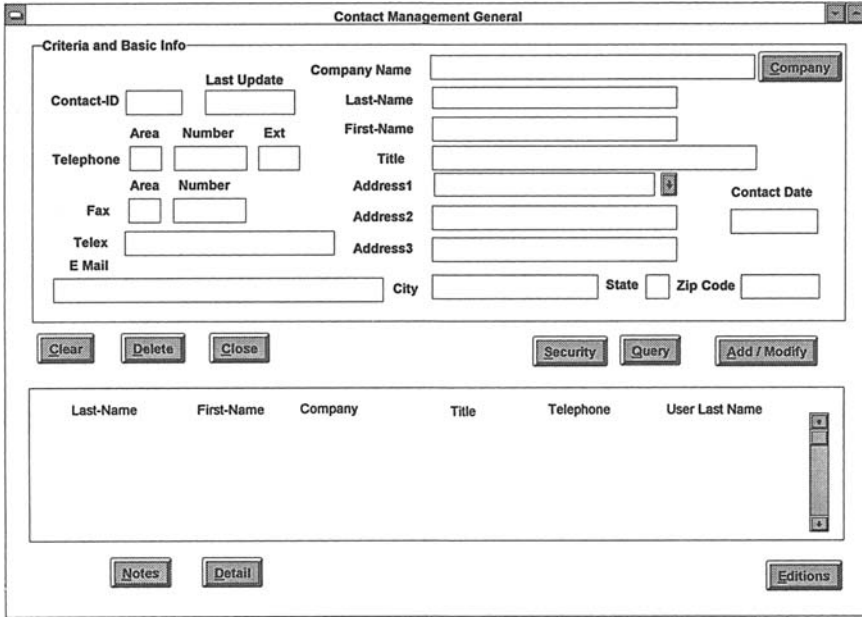 Contact Management General
Criteria and Basic Info
Company Name
Company
Last Update
Contact-ID
Last-Name
First-Name
Area Number Ext
Telephone
Title
Area Number
Address1
Contact Date
Fax
Address2
Telex
Address3
E Mail
City
State
Zip Code
Clear
Delete
Close
Security
Query
Add / Modify
Last-Name First-Name Company Title Telephone User Last Name
Notes
Detail
Editions